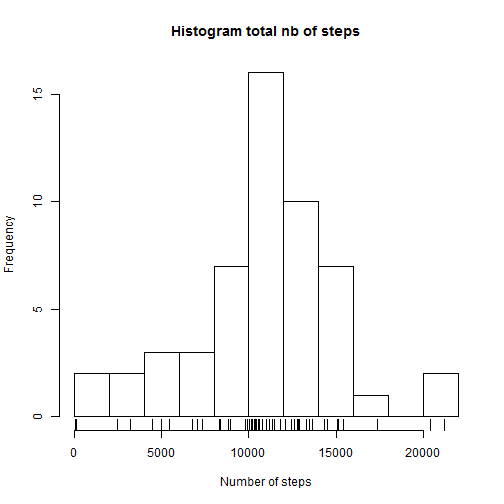 Histogram total nb of steps
Frequency
15
10
5
0
0 5000 10000 15000 20000
Number of steps